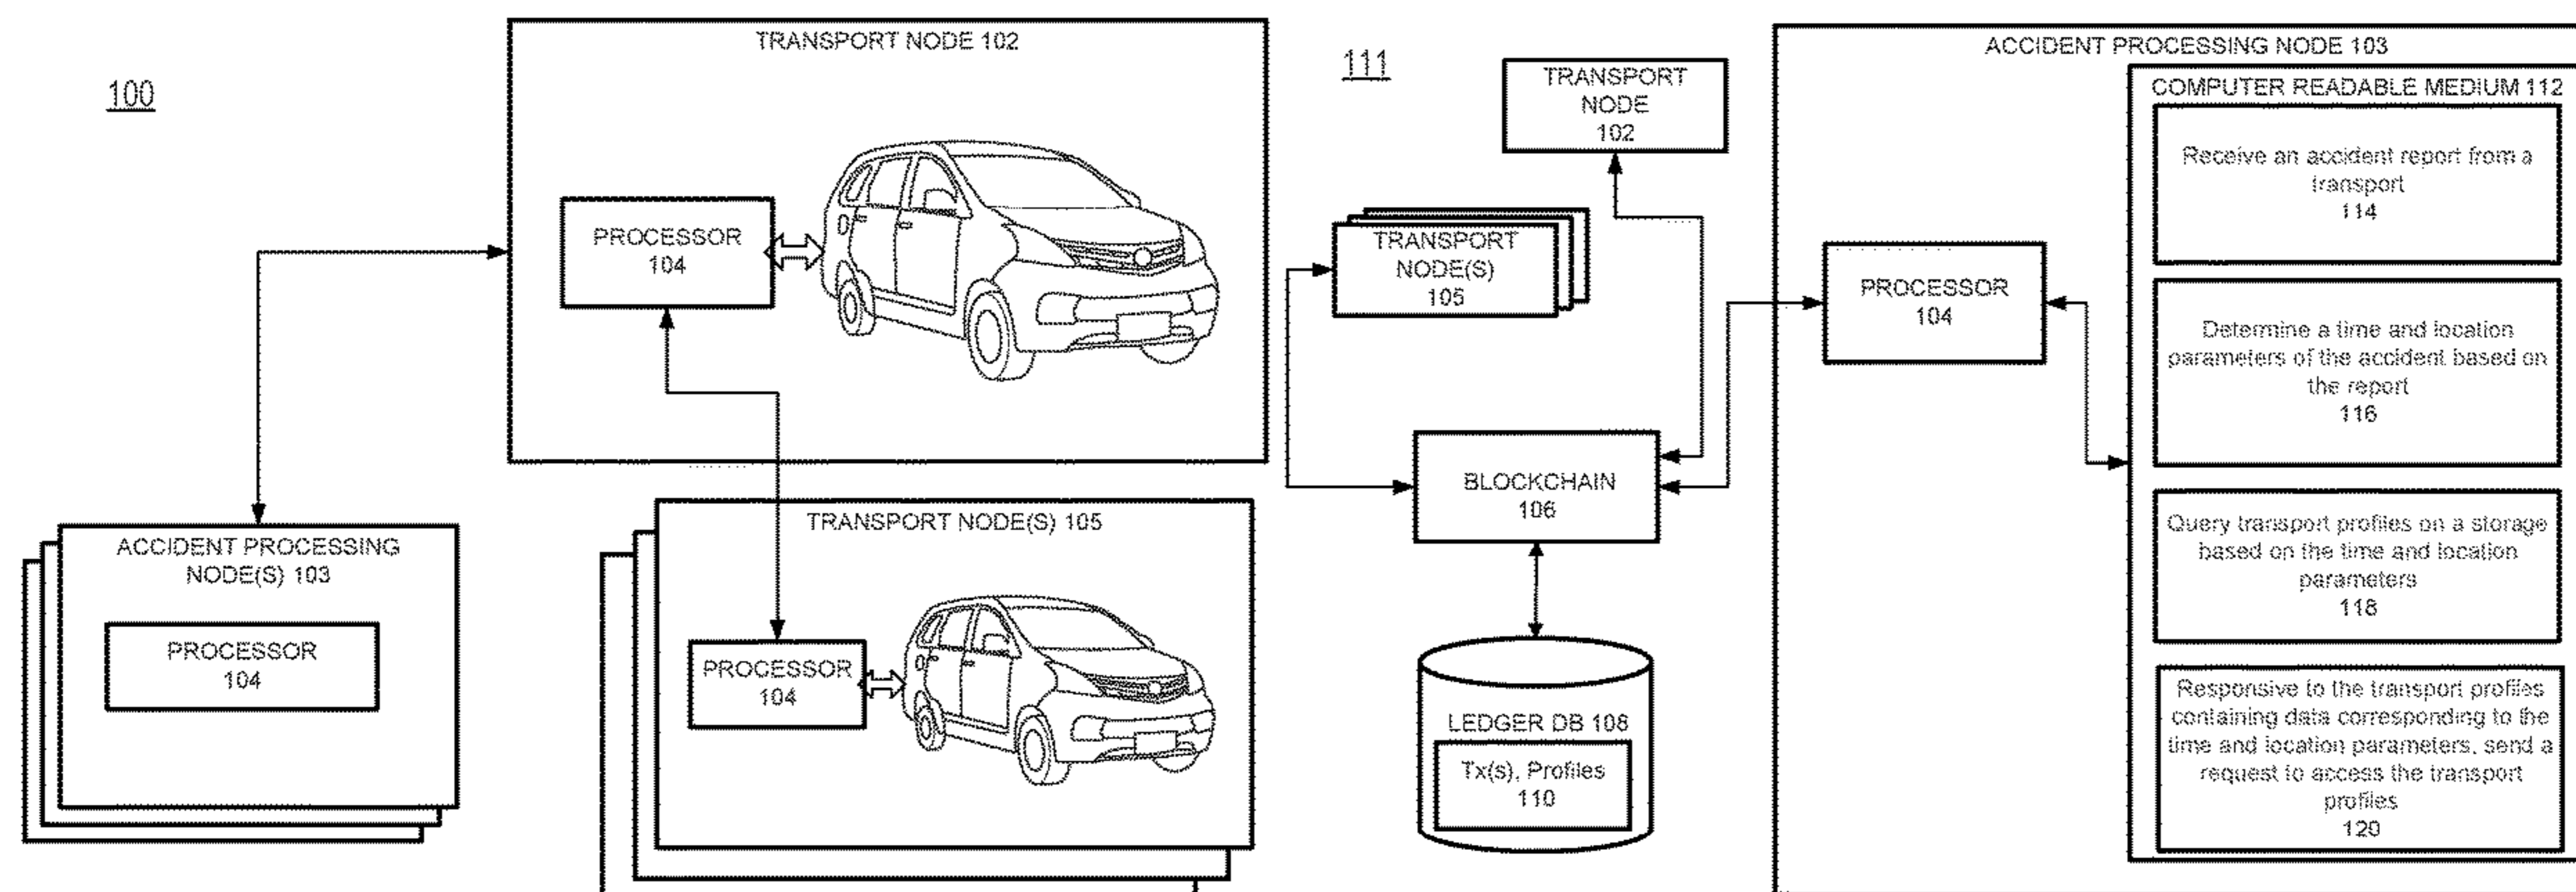 100
TRANSPORT NODE 102
PROCESSOR
104
ACCIDENT PROCESSING
NODE(S) 103
PROCESSOR
104
TRANSPORT NODE(S) 105
PROCESSOR
104
111
TRANSPORT
NODE
102
TRANSPORT
NODE(S)
105
BLOCKCHAIN
106
LEDGER DB 108
Tx(s), Profiles
110
ACCIDENT PROCESSING NODE 103
PROCESSOR
104
COMPUTER READABLE MEDIUM 112
Receive an accident report from a
transport
114
Determine a time and location
parameters of the accident based on
the report
116
Query transport profiles on a storage
based on the time and location
parameters
118
Responsive to the transport profiles
containing data corresponding to the
time and location parameters, send a
request to access the transport
profiles
120